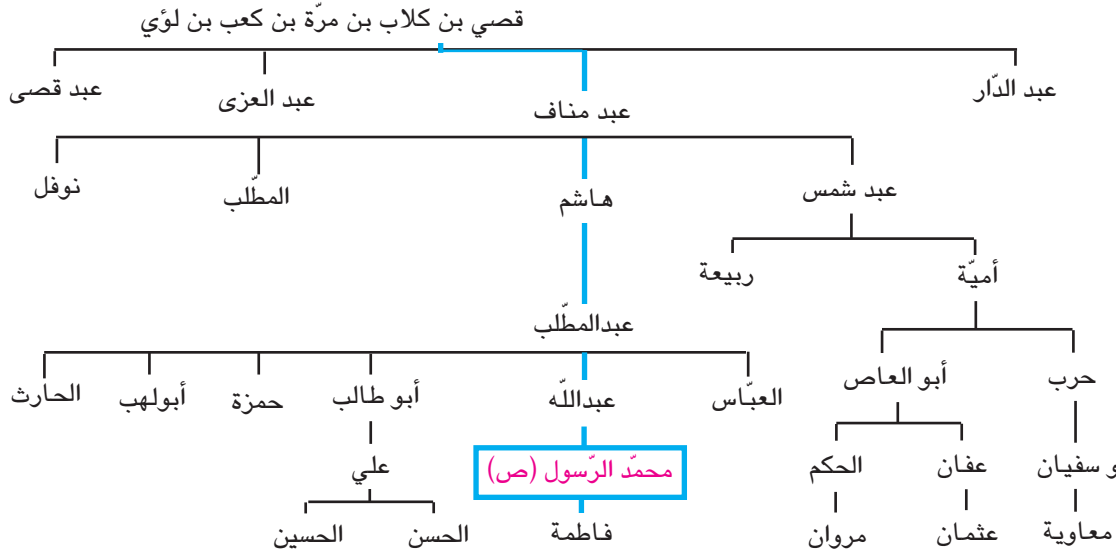 قصي بن كلاب بن مرّة بن كعب بن لؤي
عبد الدّار عبد مناف عبد العزى عبد قصى
عبد شمس هاشم المطّلب نوفل
أميّة ربيعة
عبدالمطّلب
حرب أبو العاص العبّاس عبداللّه أبو طالب حمزة أبولهب الحارث
و سفيان عفان الحكم محمّد الرّسول (ص) علي
معاوية عثمان مروان فاطمة الحسن الحسين